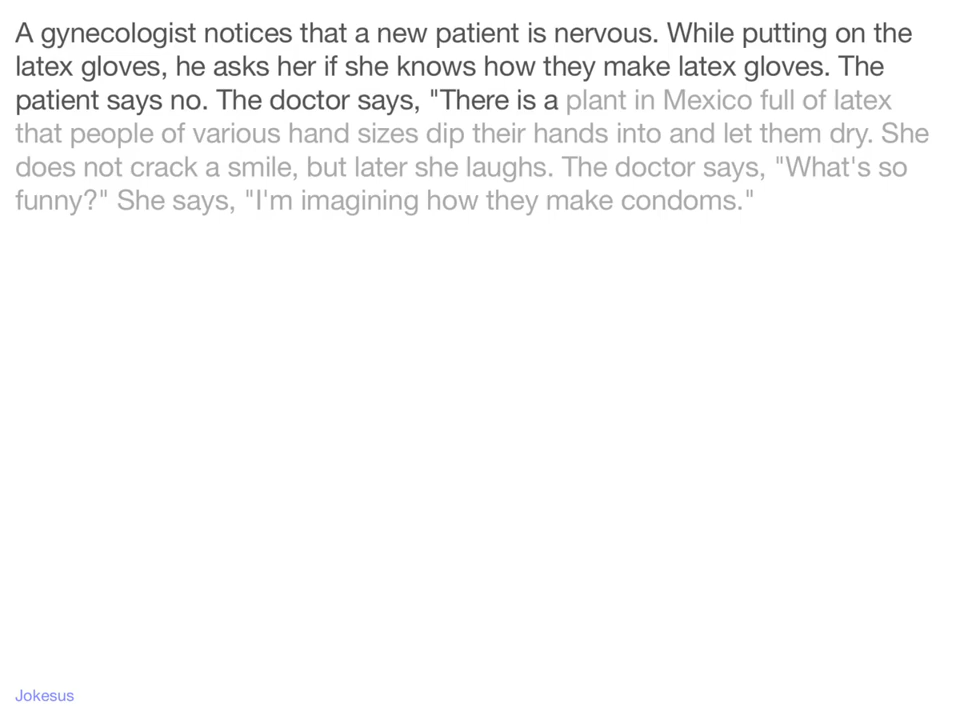 A gynecologist notices that a new patient is nervous. While putting on the
latex gloves, he asks her if she knows how they make latex gloves. The
patient says no. The doctor says, "There is a plant in Mexico full of latex
that people of various hand sizes dip their hands into and let them dry. She
does not crack a smile, but later she laughs. The doctor says, "What's so
funny?" She says, "I'm imagining how they make condoms."
Jokesus